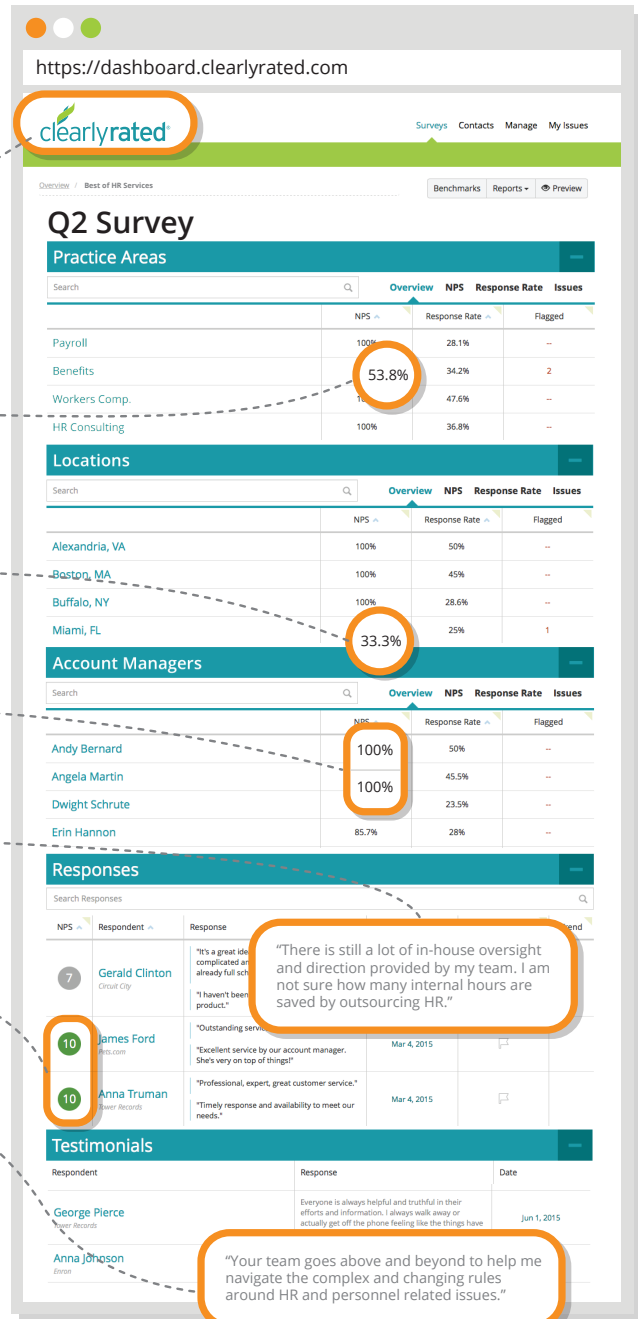 https://dashboard.clearlyrated.com
clearlyrated
Surveys Contacts Manage My Issues
Overview / Best of HR Services
Benchmarks Reports Preview
Q2 Survey
Practice Areas
Search Overview NPS Response Rate Issues
NPS Response Rate Flagged
Payroll 100% 28.1% --
Benefits 53.8% 34.2% 2
Workers Comp. 47.6% --
HR Consulting 100% 36.8% --
Locations
Search Overview NPS Response Rate Issues
NPS Response Rate Flagged
Alexandria, VA 100% 50% --
Boston, MA 100% 45% --
Buffalo, NY 100% 28.6% --
Miami, FL 33.3% 25% 1
Account Managers
Search Overview NPS Response Rate Issues
NPS Response Rate Flagged
Andy Bernard 100% 50% --
Angela Martin 100% 45.5% --
Dwight Schrute 23.5% --
Erin Hannon 85.7% 28% --
Responses
Search Responses
NPS Respondent Response
7 Gerald Clinton
Circuit City
"It's a great
complicated
already full
"I haven't been
product."
“There is still a lot of in-house oversight
and direction provided by my team. I am
not sure how many internal hours are
saved by outsourcing HR.”
10 James Ford
Pets.com
"Outstanding
"Excellent service by our account manager.
She's very on top of things!"
Mar 4, 2015
10 Anna Truman
Tower Records
"Professional, expert, great customer service."
"Timely response and availability to meet our
needs."
Mar 4, 2015
Testimonials
Respondent Response Date
George Pierce
Tower Records
Everyone is always helpful and truthful in their
efforts and information. I always walk away or
actually get off the phone feeling like the things have
Jun 1, 2015
Anna Johnson
Enron
“Your team goes above and beyond to help me
navigate the complex and changing rules
around HR and personnel related issues.”